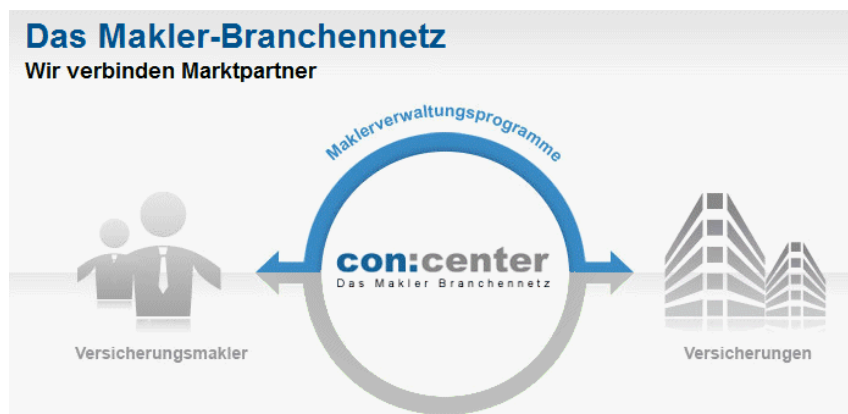 Das Makler-Branchennetz
Wir verbinden Marktpartner
Maklerverwaltungsprogramme
con:center
Das Makler Branchennetz
Versicherungsmakler
Versicherungen